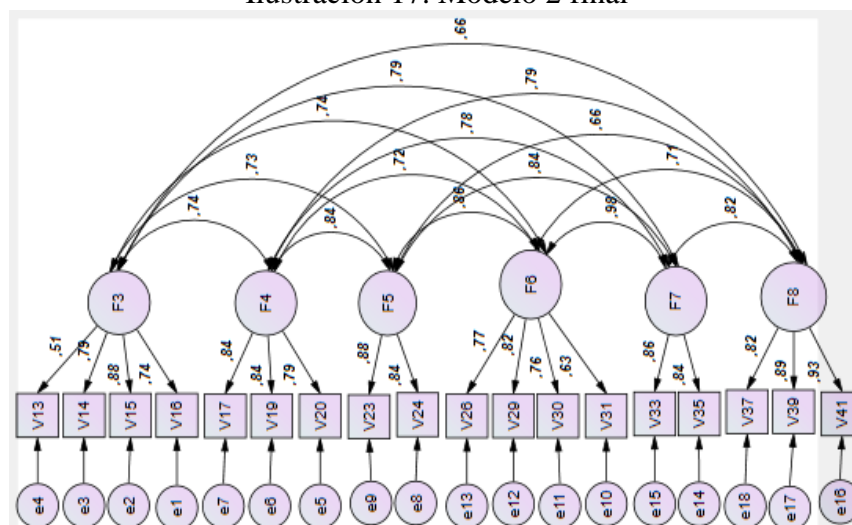 Ilustración 17. Modelo 2 final
,66
,79
,79
,74
,78
,66
,73
,72
,84
,71
,74
,84
,86
,98
,82
F3
F4
F5
F6
F7
F8
,51
,79
,88
,74
,84
,84
,79
,88
,84
,77
,82
,76
,63
,86
,84
,82
,89
,93
V13
V14
V15
V16
V17
V19
V20
V23
V24
V26
V29
V30
V31
V33
V35
V37
V39
V41
e4
e3
e2
e1
e7
e6
e5
e9
e8
e13
e12
e11
e10
e15
e14
e18
e17
e16